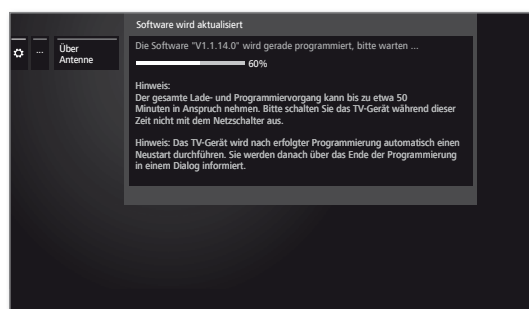 Software wird aktualisiert
...
Über
Antenne
Die Software "V1.1.14.0" wird gerade programmiert, bitte warten ...
60%
Hinweis:
Der gesamte Lade- und Programmiervorgang kann bis zu etwa 50
Minuten in Anspruch nehmen. Bitte schalten Sie das TV-Gerät während dieser
Zeit nicht mit dem Netzschalter aus.
Hinweis: Das TV-Gerät wird nach erfolgter Programmierung automatisch einen
Neustart durchführen. Sie werden danach über das Ende der Programmierung
in einem Dialog informiert.